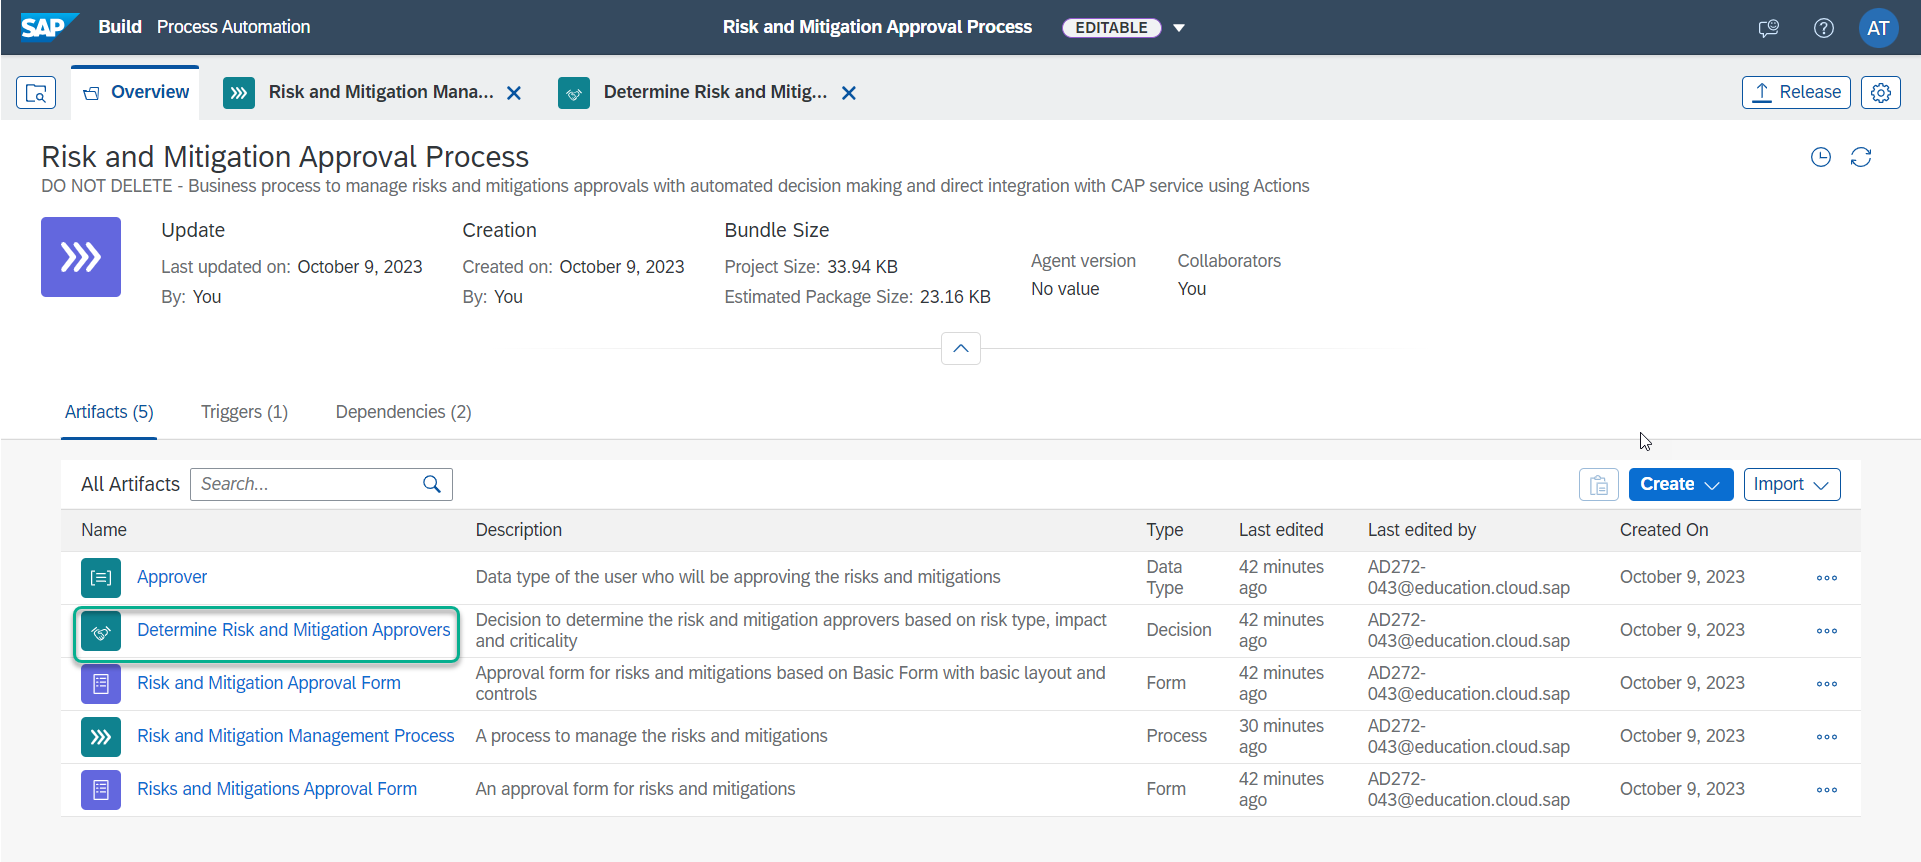 SAP Build Process Automation Risk and Mitigation Approval Process EDITABLE AT
Overview Risk and Mitigation Mana... Determine Risk and Mitig... Release
Risk and Mitigation Approval Process
DO NOT DELETE - Business process to manage risks and mitigations approvals with automated decision making and direct integration with CAP service using Actions
Update Creation Bundle Size
Last updated on: October 9, 2023 Created on: October 9, 2023 Project Size: 33.94 KB Agent version Collaborators
By: You By: You Estimated Package Size: 23.16 KB No value You
Artifacts (5) Triggers (1) Dependencies (2)
All Artifacts Search... Create Import
Name Description Type Last edited Last edited by Created On
Approver Data type of the user who will be approving the risks and mitigations Data Type 42 minutes ago AD272-043@education.cloud.sap October 9, 2023
Determine Risk and Mitigation Approvers Decision to determine the risk and mitigation approvers based on risk type, impact and criticality Decision 42 minutes ago AD272-043@education.cloud.sap October 9, 2023
Risk and Mitigation Approval Form Approval form for risks and mitigations based on Basic Form with basic layout and controls Form 42 minutes ago AD272-043@education.cloud.sap October 9, 2023
Risk and Mitigation Management Process A process to manage the risks and mitigations Process 30 minutes ago AD272-043@education.cloud.sap October 9, 2023
Risks and Mitigations Approval Form An approval form for risks and mitigations Form 42 minutes ago AD272-043@education.cloud.sap October 9, 2023